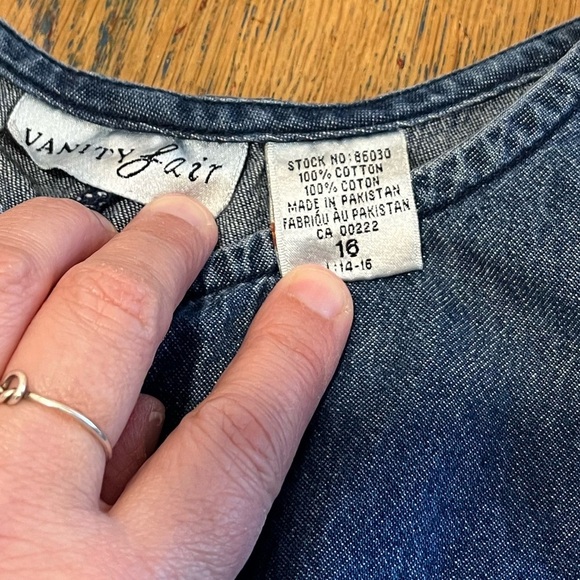 VANITY fair
STOCK NO: 86030
100% COTTON
100% COTON
MADE IN PAKISTAN
FABRIQU AU PAKISTAN
CA 00222
16
14-16